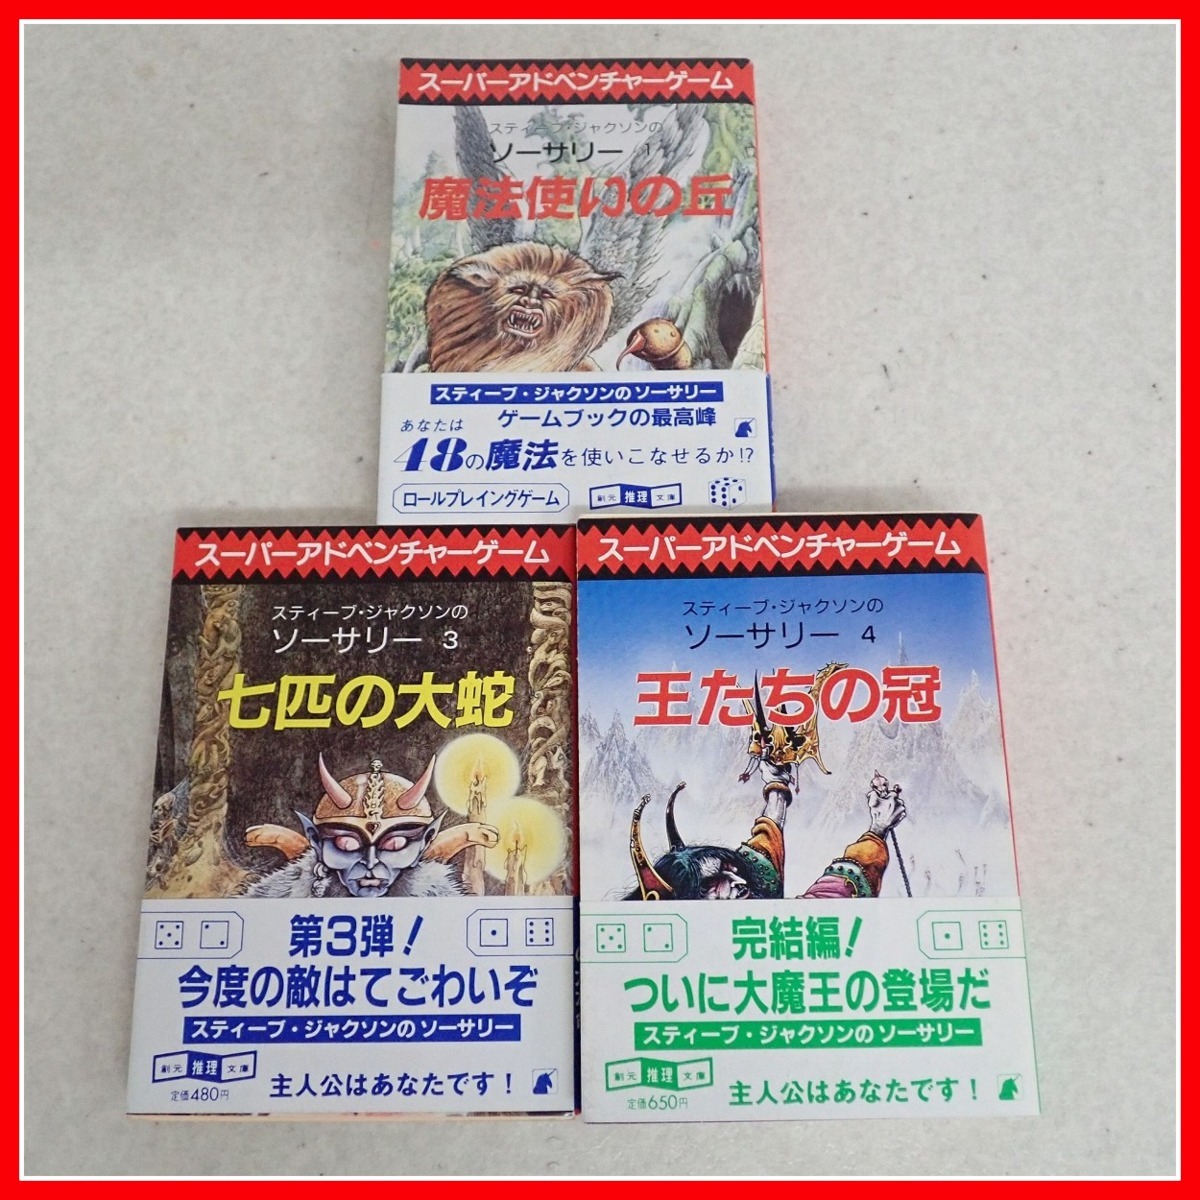 スーパーアドベンチャーゲーム
スティーブ・ジャクソンの
ソーサリー 1
魔法使いの丘
スティーブ・ジャクソンの ソーサリー
ゲームブックの最高峰
あなたは
48の魔法を使いこなせるか!?
ロールプレイングゲーム
創元 推理 文庫
スーパーアドベンチャーゲーム
スティーブ・ジャクソンの
ソーサリー 3
七匹の大蛇
第3弾!
今度の敵はてごわいぞ
スティーブ・ジャクソンの ソーサリー
創元 推理 文庫
定価480円
主人公はあなたです!
スーパーアドベンチャーゲーム
スティーブ・ジャクソンの
ソーサリー 4
王たちの冠
完結編!
ついに大魔王の登場だ
スティーブ・ジャクソンの ソーサリー
創元 推理 文庫
定価650円
主人公はあなたです!